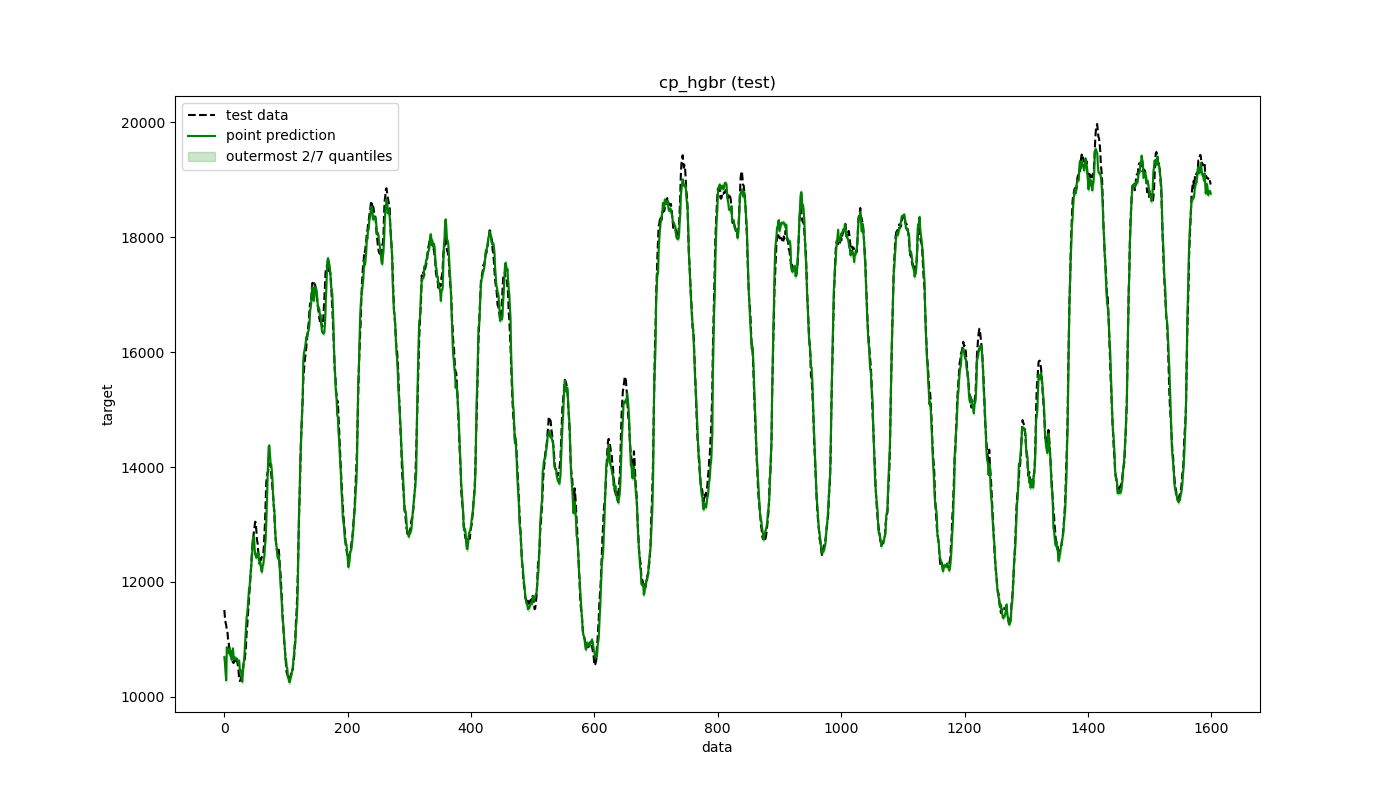 cp_hgbr (test)
test data
point prediction
outermost 2/7 quantiles
20000
18000
16000
14000
12000
10000
target
0 200 400 600 800 1000 1200 1400 1600
data